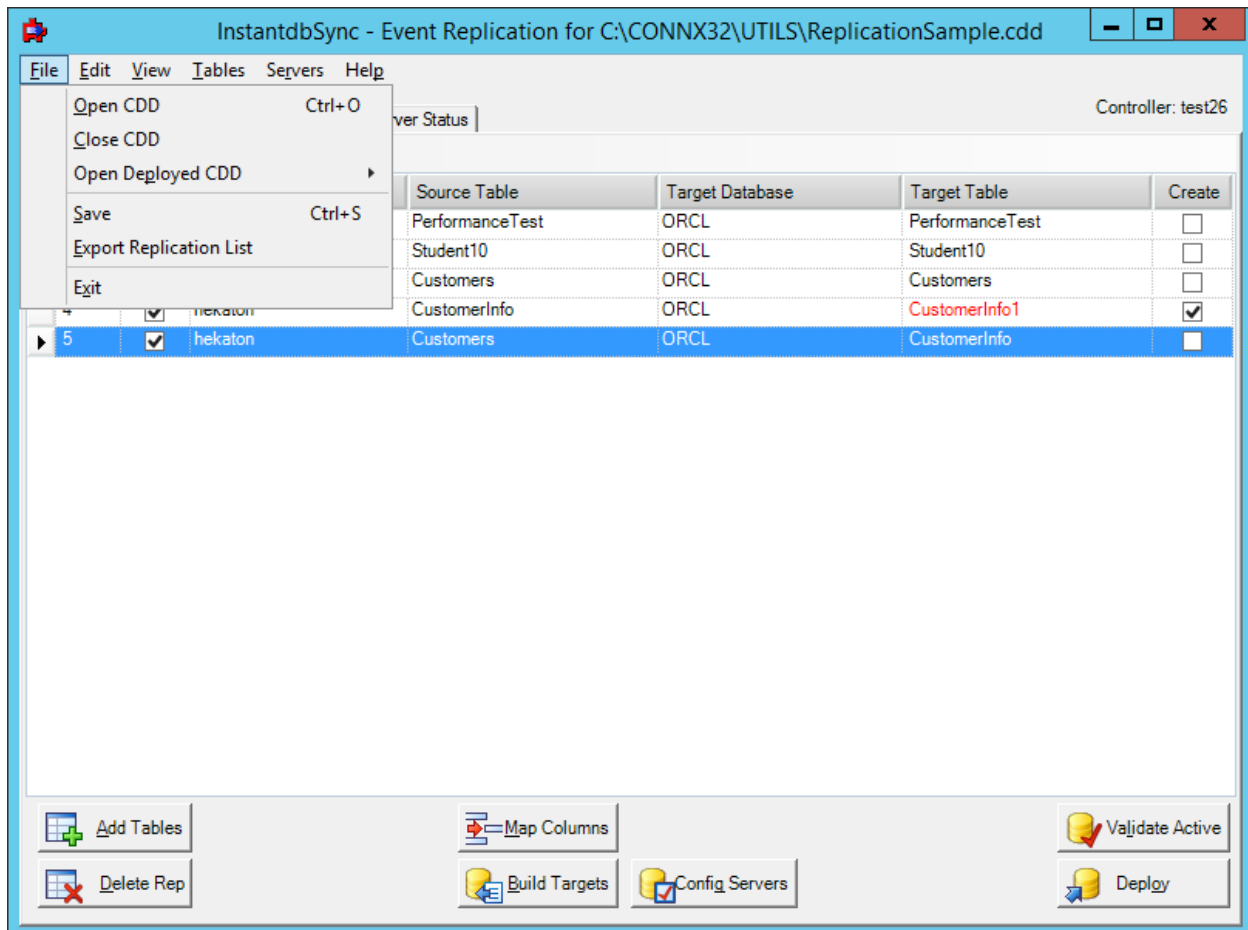 InstantdbSync - Event Replication for C:\CONNX32\UTILS\ReplicationSample.cdd
File Edit View Tables Servers Help
Open CDD Ctrl+O
Close CDD
Open Deployed CDD
Save Ctrl+S
Export Replication List
Exit
ver Status
Controller: test26
Source Table Target Database Target Table Create
PerformanceTest ORCL PerformanceTest
Student10 ORCL Student10
Customers ORCL Customers
4 hekaton CustomerInfo ORCL CustomerInfo1
5 hekaton Customers ORCL CustomerInfo
Add Tables Map Columns Validate Active
Delete Rep Build Targets Config Servers Deploy